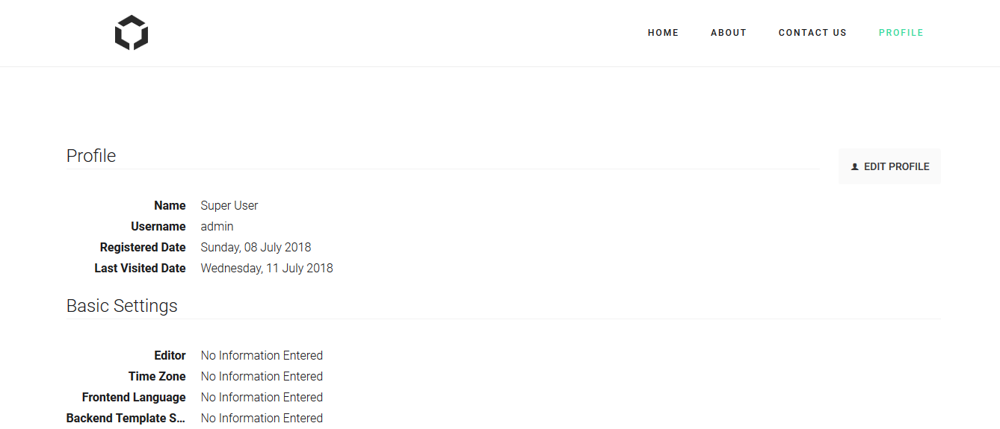 HOME ABOUT CONTACT US PROFILE
Profile
EDIT PROFILE
Name Super User
Username admin
Registered Date Sunday, 08 July 2018
Last Visited Date Wednesday, 11 July 2018
Basic Settings
Editor No Information Entered
Time Zone No Information Entered
Frontend Language No Information Entered
Backend Template S... No Information Entered